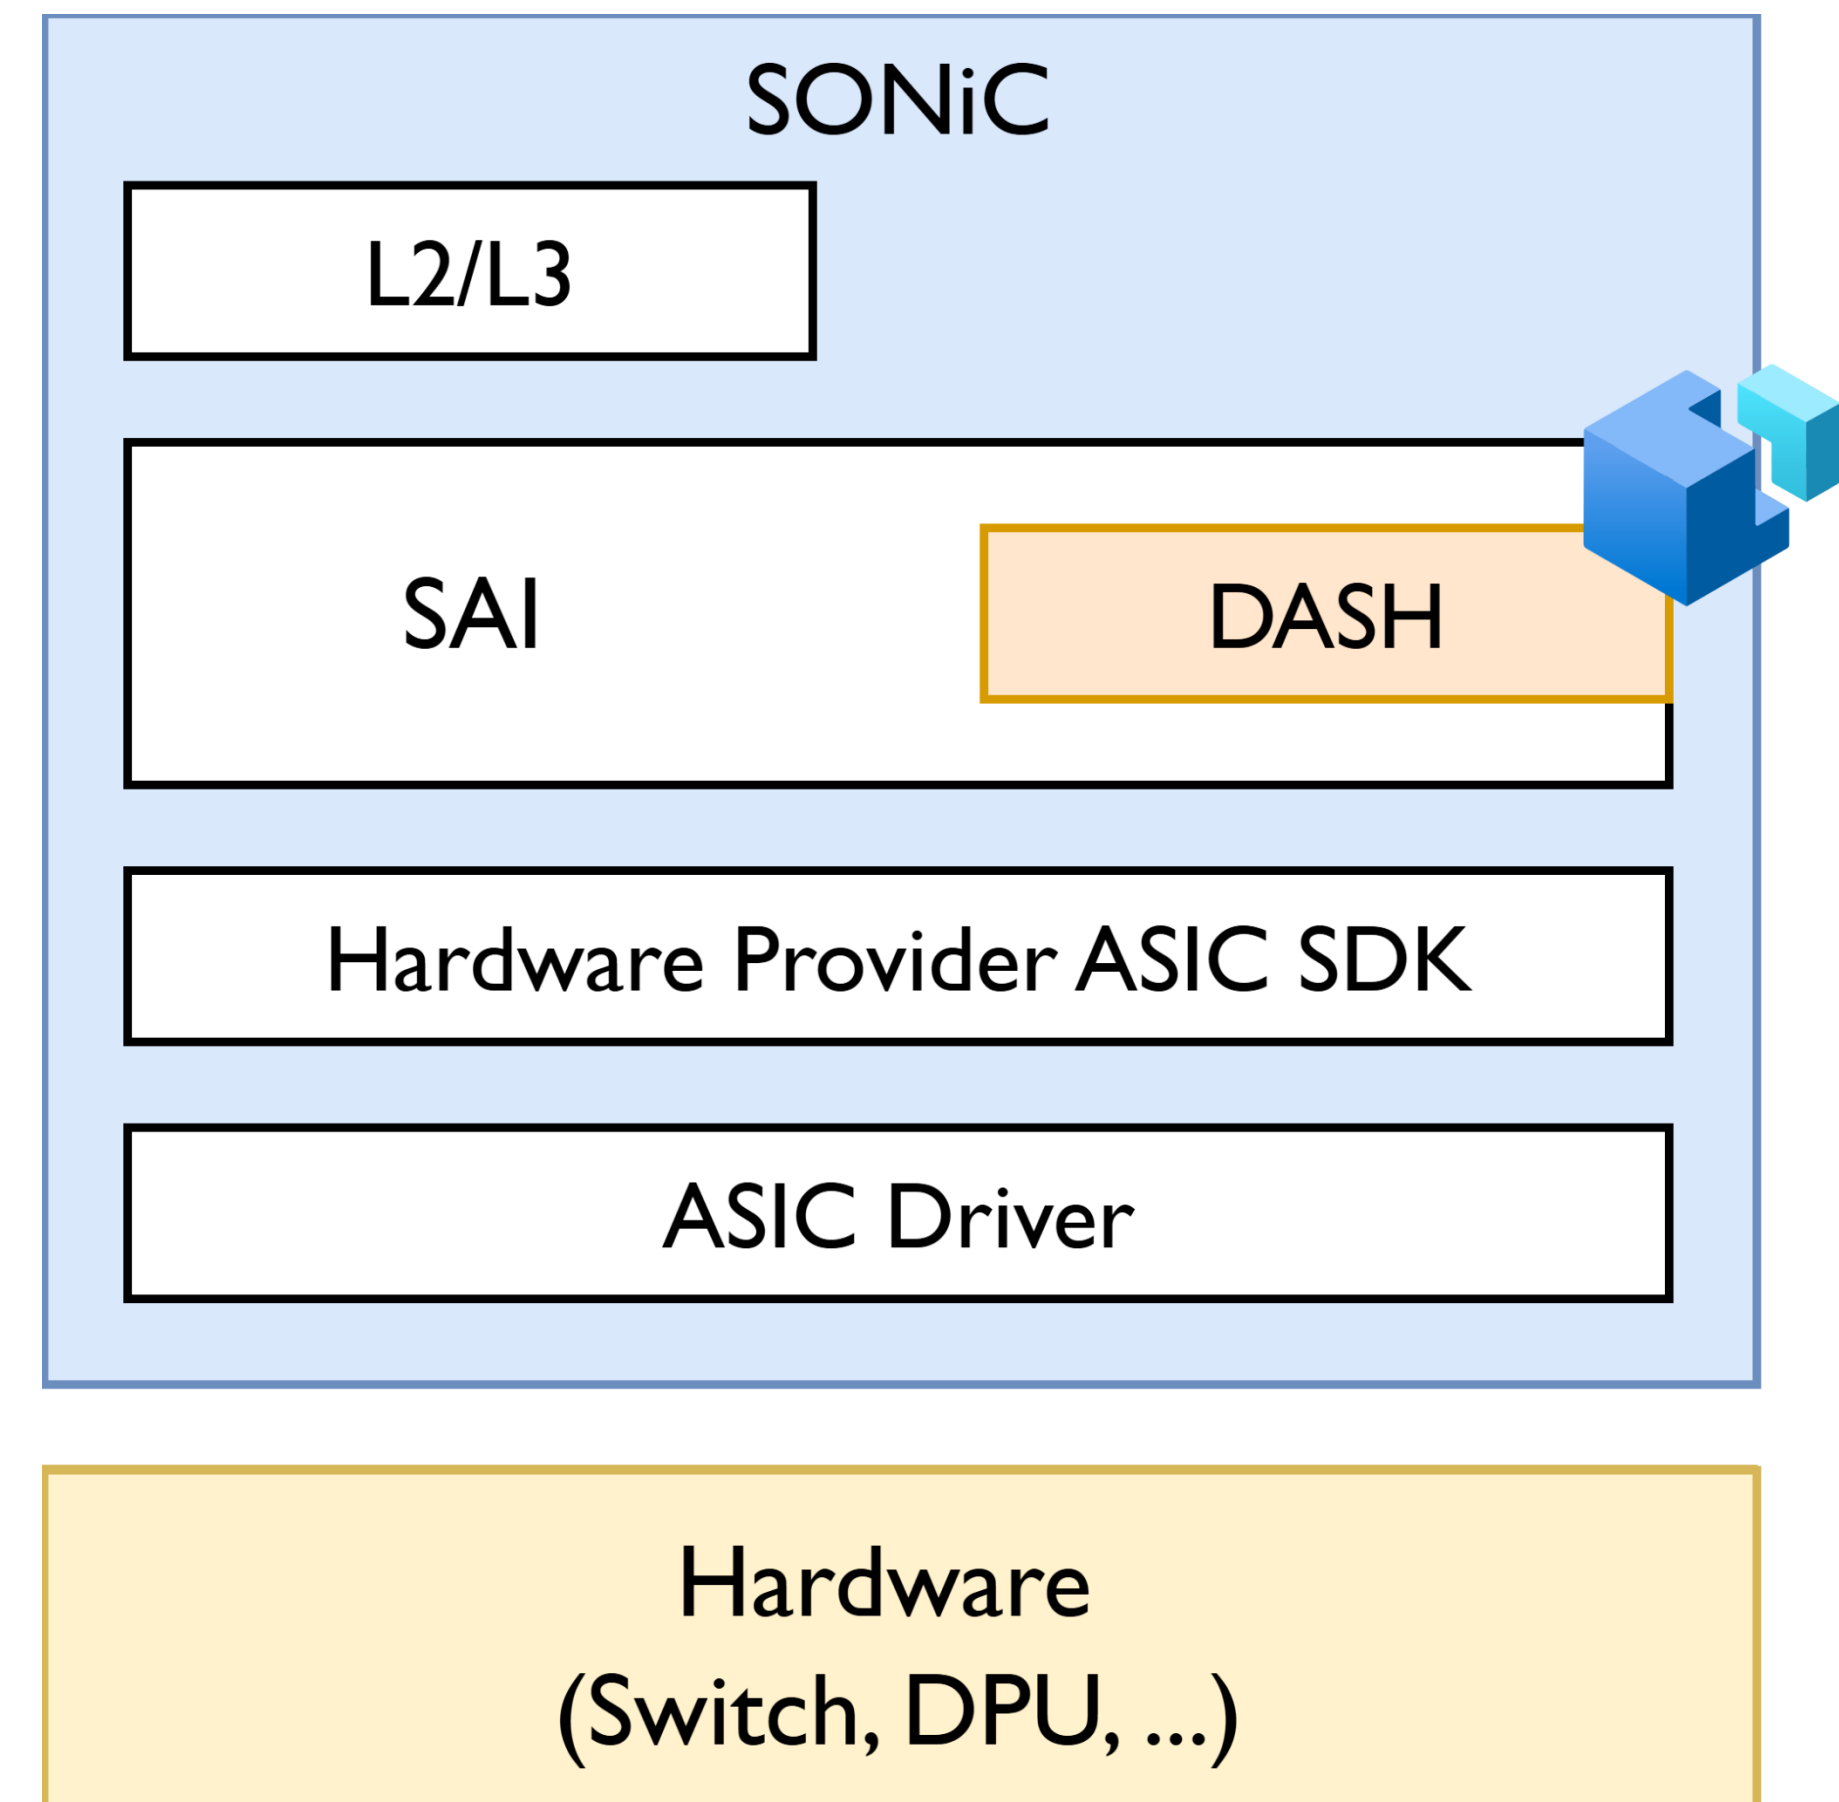 SONiC
L2/L3
SAI
DASH
Hardware Provider ASIC SDK
ASIC Driver
Hardware
(Switch, DPU, ...)